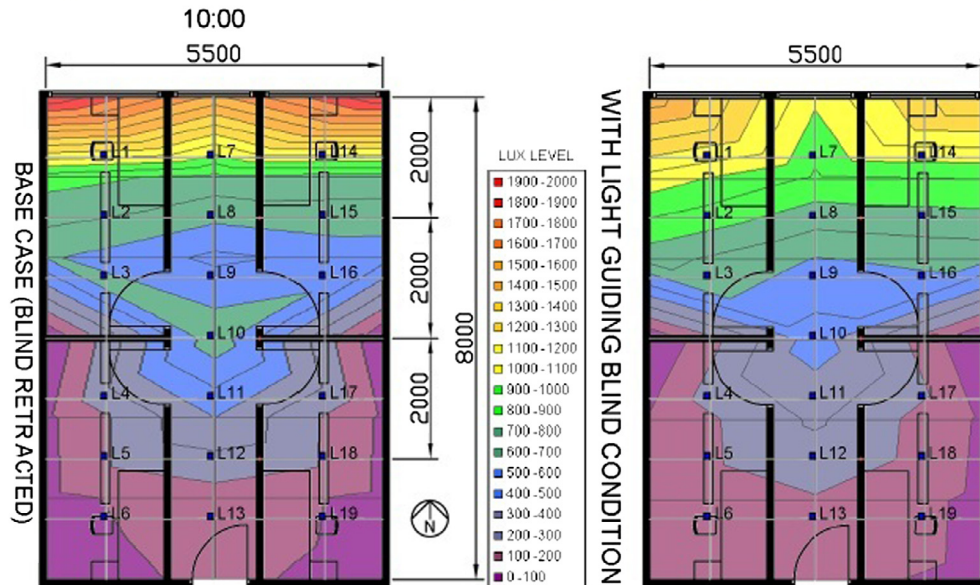 10:00
5500
5500
BASE CASE (BLIND RETRACTED)
L1
L7
L14
L2
L8
L15
L3
L9
L16
L10
L4
L11
L17
L5
L12
L18
L6
L13
L19
2000
2000
2000
8000
N
LUX LEVEL
1900-2000
1800-1900
1700-1800
1600-1700
1500-1600
1400-1500
1300-1400
1200-1300
1100-1200
1000-1100
900-1000
800-900
700-800
600-700
500-600
400-500
300-400
200-300
100-200
0-100
WITH LIGHT GUIDING BLIND CONDITION
L1
L7
14
L2
L8
L15
L3
L9
L16
L10
L4
L11
L17
L5
L12
L18
L6
L13
L19